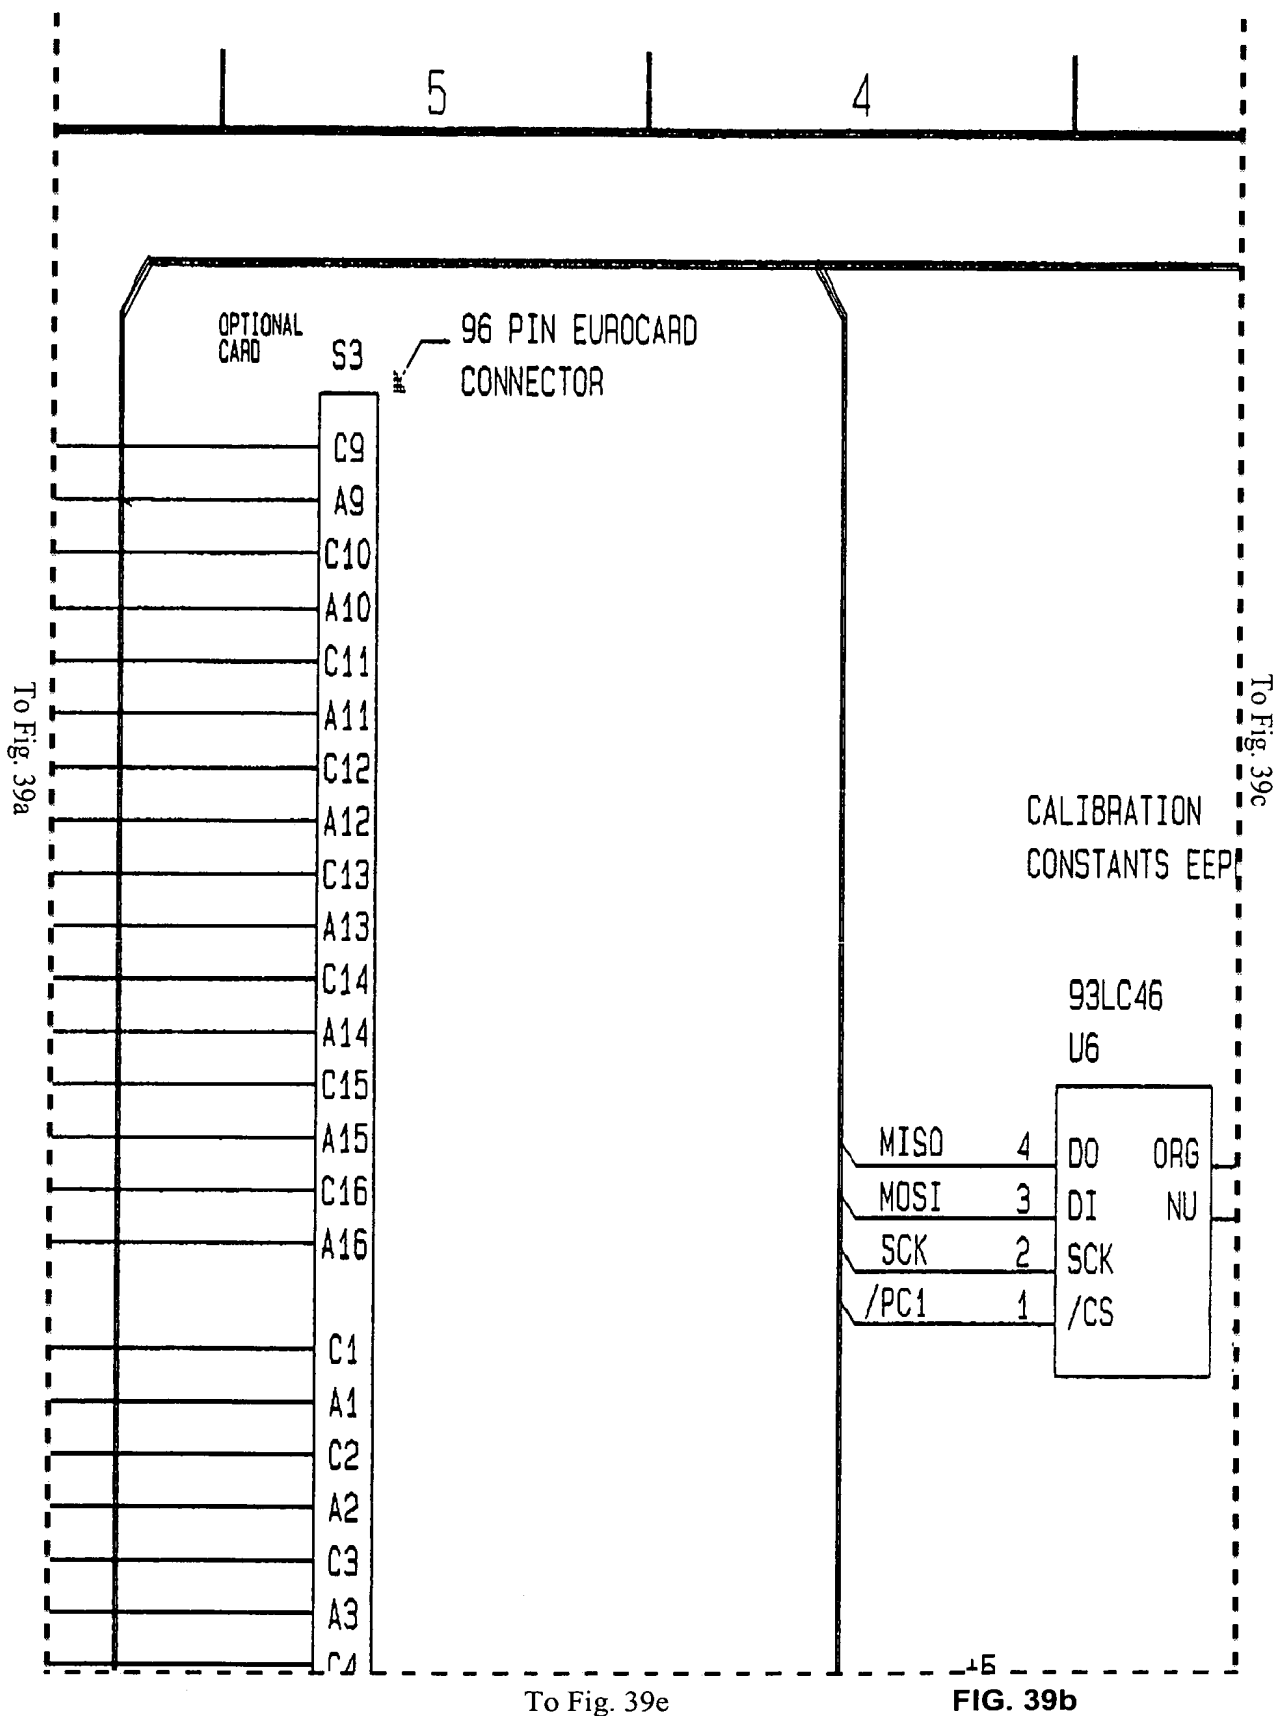 5 4
OPTIONAL
CARD
S3
96 PIN EUROCARD
CONNECTOR
C9
A9
C10
A10
C11
A11
C12
A12
C13
A13
C14
A14
C15
A15
C16
A16
C1
A1
C2
A2
C3
A3
C4
To Fig. 39a
To Fig. 39c
CALIBRATION
CONSTANTS EEP
93LC46
U6
MISO 4 DO ORG
MOSI 3 DI NU
SCK 2 SCK
/PC1 1 /CS
+5
To Fig. 39e
FIG. 39b